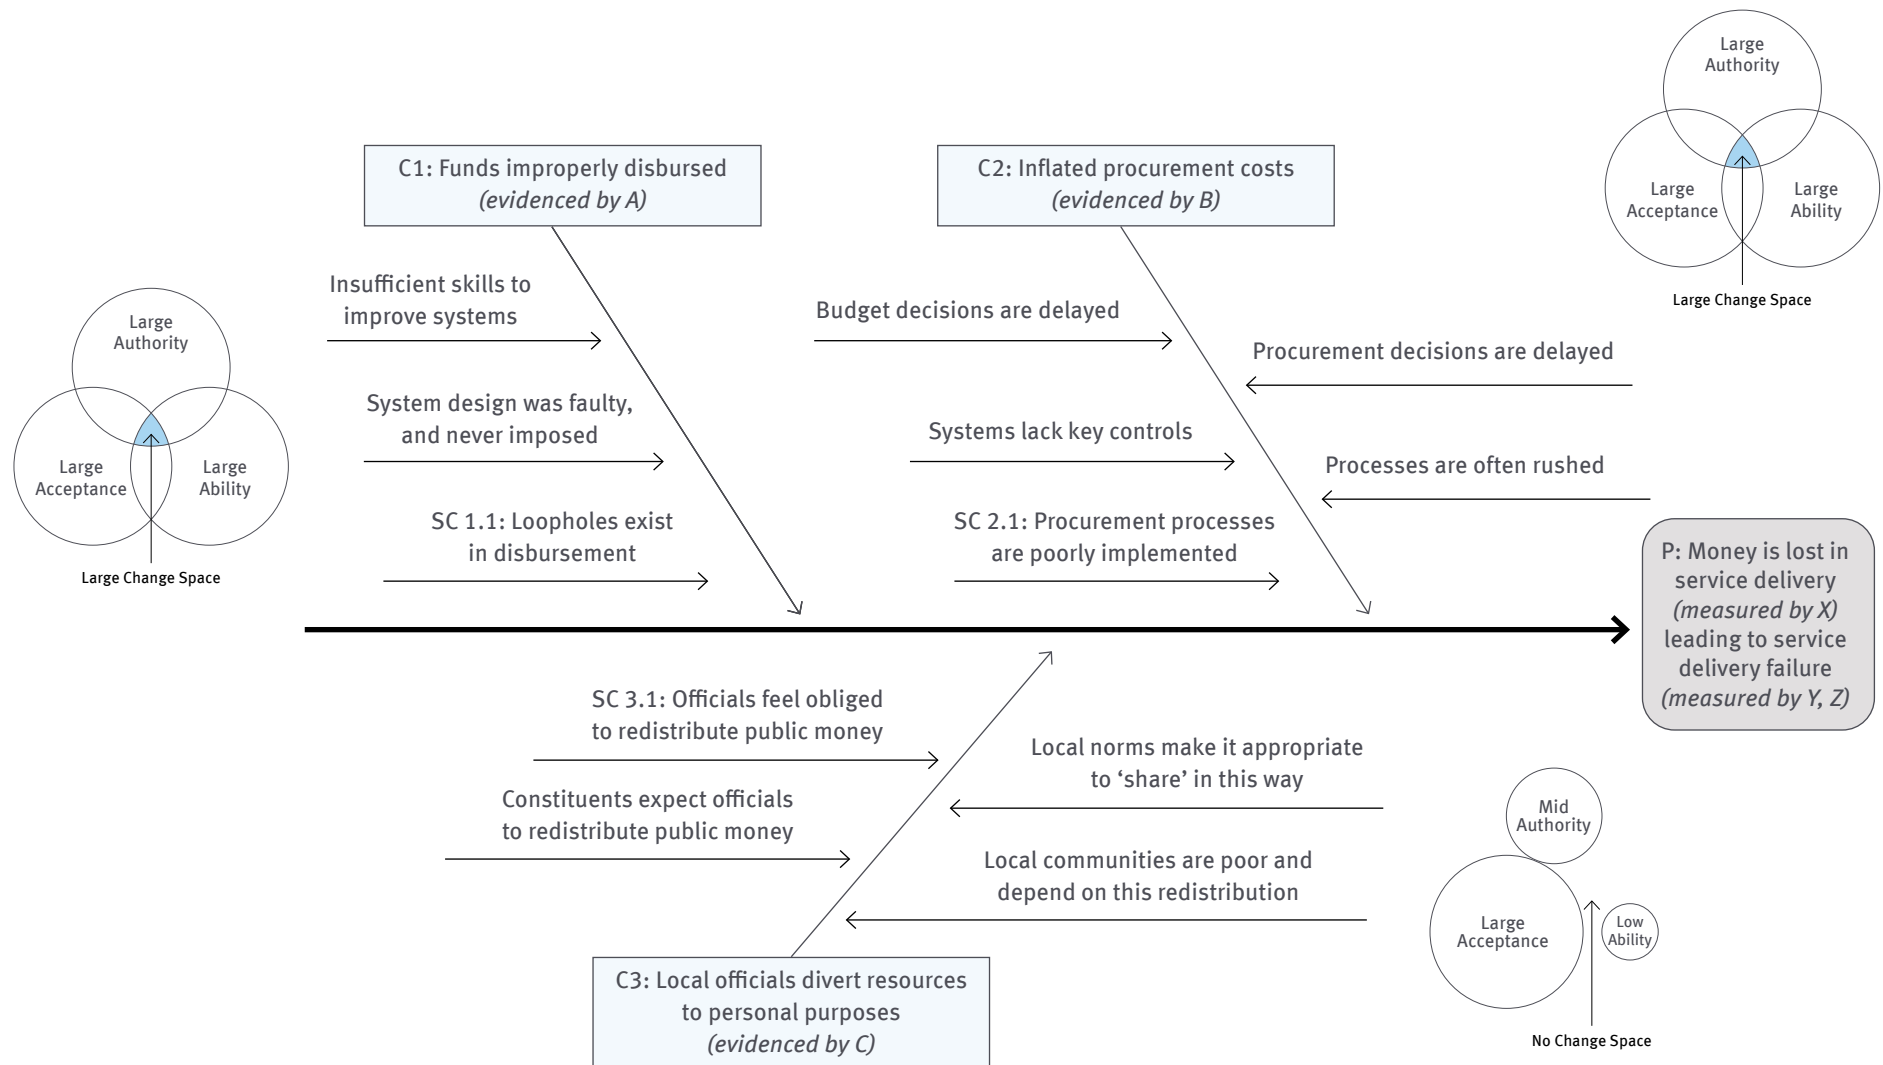 Large
Authority
Large
Acceptance
Large
Ability
Large Change Space
C1: Funds improperly disbursed
(evidenced by A)
Insufficient skills to
improve systems
System design was faulty,
and never imposed
SC 1.1: Loopholes exist
in disbursement
C2: Inflated procurement costs
(evidenced by B)
Budget decisions are delayed
Systems lack key controls
SC 2.1: Procurement processes
are poorly implemented
Procurement decisions are delayed
Processes are often rushed
Large
Authority
Large
Acceptance
Large
Ability
Large Change Space
P: Money is lost in
service delivery
(measured by X)
leading to service
delivery failure
(measured by Y, Z)
SC 3.1: Officials feel obliged
to redistribute public money
Constituents expect officials
to redistribute public money
Local norms make it appropriate
to ‘share’ in this way
Local communities are poor and
depend on this redistribution
C3: Local officials divert resources
to personal purposes
(evidenced by C)
Mid
Authority
Large
Acceptance
Low
Ability
No Change Space